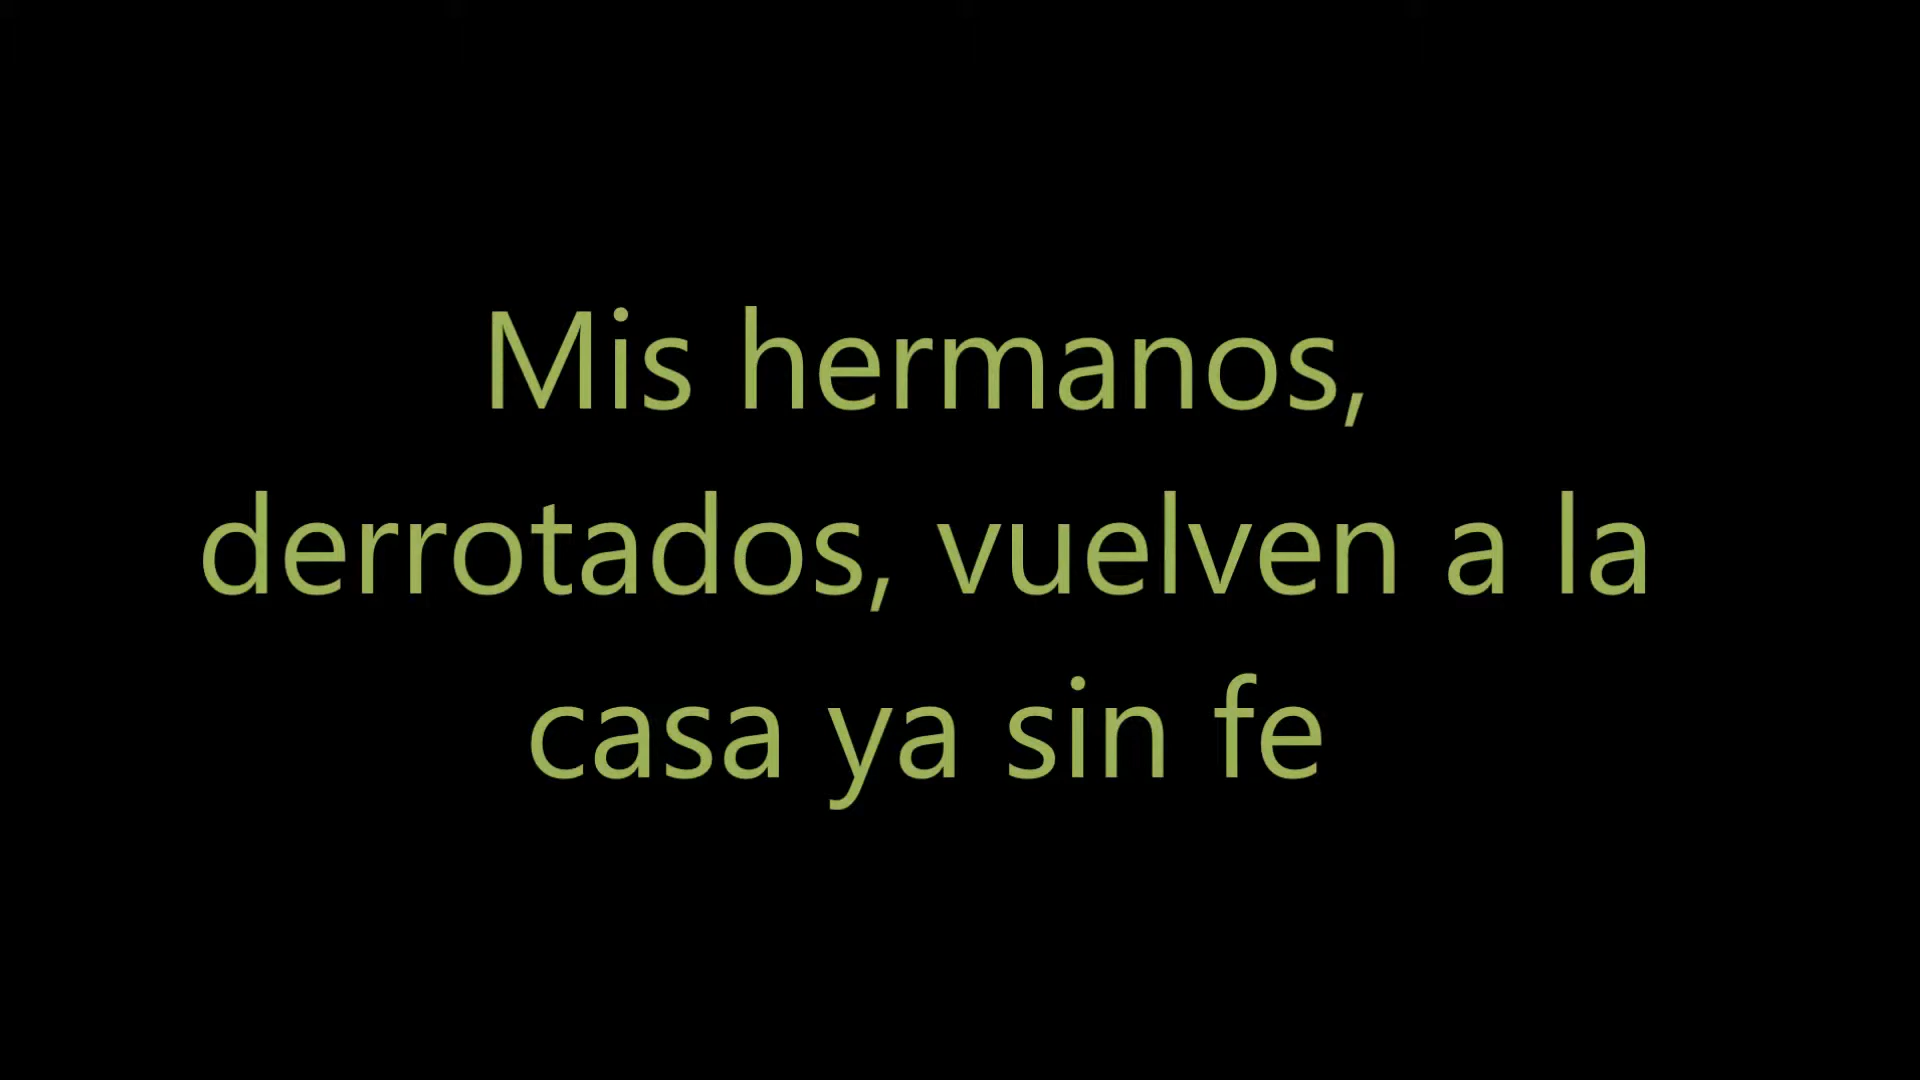 Mis hermanos,
derrotados, vuelven a la
casa ya sin fe